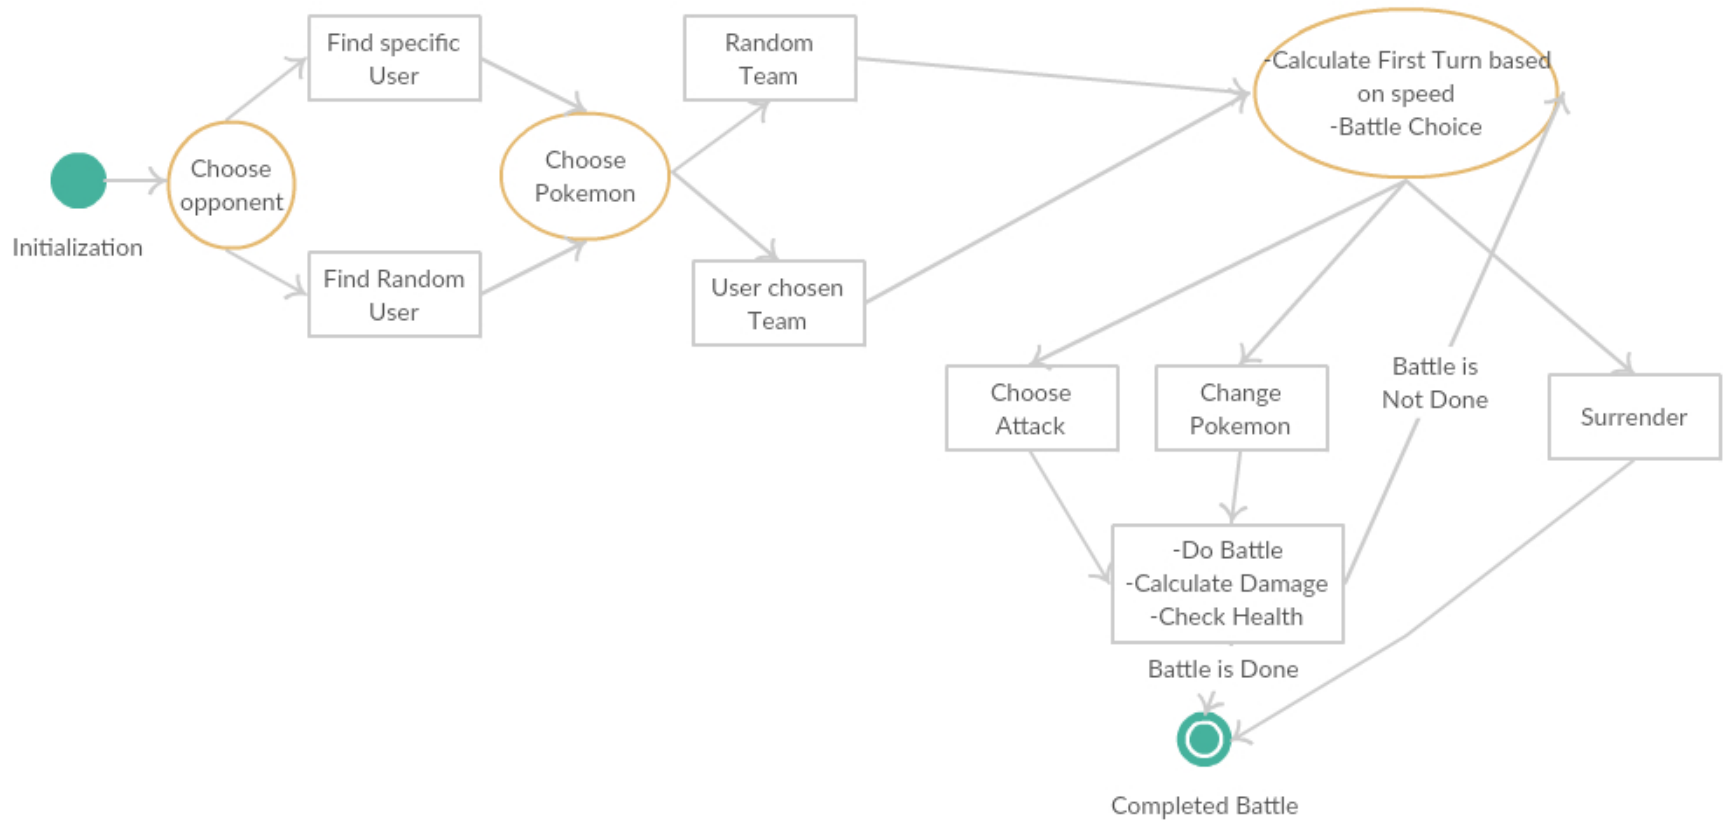 Initialization
Choose
opponent
Find specific
User
Find Random
User
Choose
Pokemon
Random
Team
User chosen
Team
-Calculate First Turn based
on speed
-Battle Choice
Choose
Attack
Change
Pokemon
Battle is
Not Done
Surrender
-Do Battle
-Calculate Damage
-Check Health
Battle is Done
Completed Battle